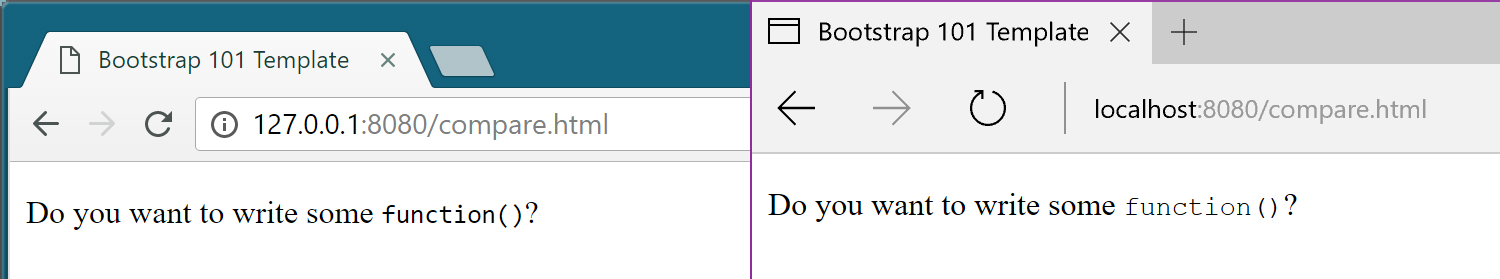 Bootstrap 101 Template
127.0.0.1:8080/compare.html
Do you want to write some function()?
Bootstrap 101 Template
localhost:8080/compare.html
Do you want to write some function()?